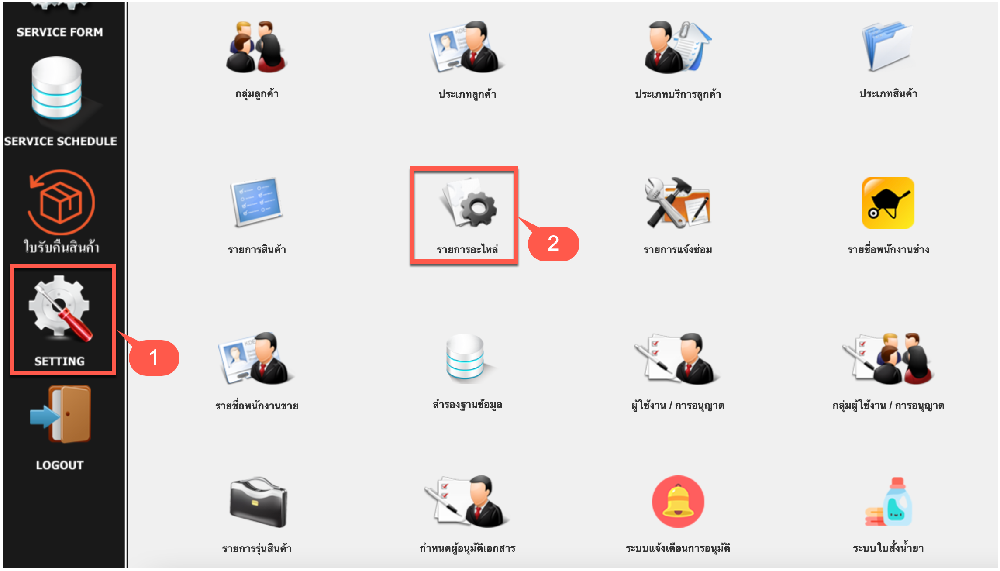 SERVICE FORM
SERVICE SCHEDULE
ใบรับคืนสินค้า
SETTING
1
LOGOUT
กลุ่มลูกค้า
ประเภทลูกค้า
ประเภทบริการลูกค้า
ประเภทสินค้า
รายการสินค้า
รายการอะไหล่
2
รายการแจ้งซ่อม
รายชื่อพนักงานช่าง
รายชื่อพนักงานขาย
สำรองฐานข้อมูล
ผู้ใช้งาน / การอนุญาต
กลุ่มผู้ใช้งาน / การอนุญาต
รายการรุ่นสินค้า
กำหนดผู้อนุมัติเอกสาร
ระบบแจ้งเตือนการอนุมัติ
ระบบใบสั่งน้ำยา